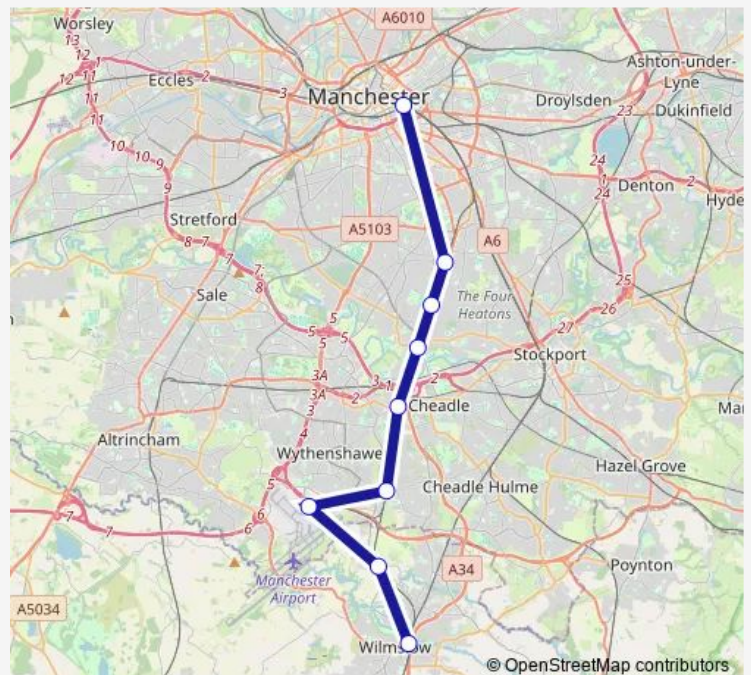 A6010
Worsley
13
12
1
12
11
11
Eccles
2
3
Manchester
Ashton-under-
Lyne
Droylsden
23
Dukinfield
11
10
10
9
9
24
1
24
Denton
2
Hyde
Stretford
A5103
A6
8
7
7
7
8
Sale
The Four
Heatons
25
26
27
5
5
5
5
Stockport
3A
3A
3
1
2
2
3
Cheadle
4
Altrincham
Wythenshawe
Hazel Grove
5
Cheadle Hulme
7
7
6
6
Manchester
Airport
A34
Poynton
A5034
Wilmslow
© OpenStreetMap contributors